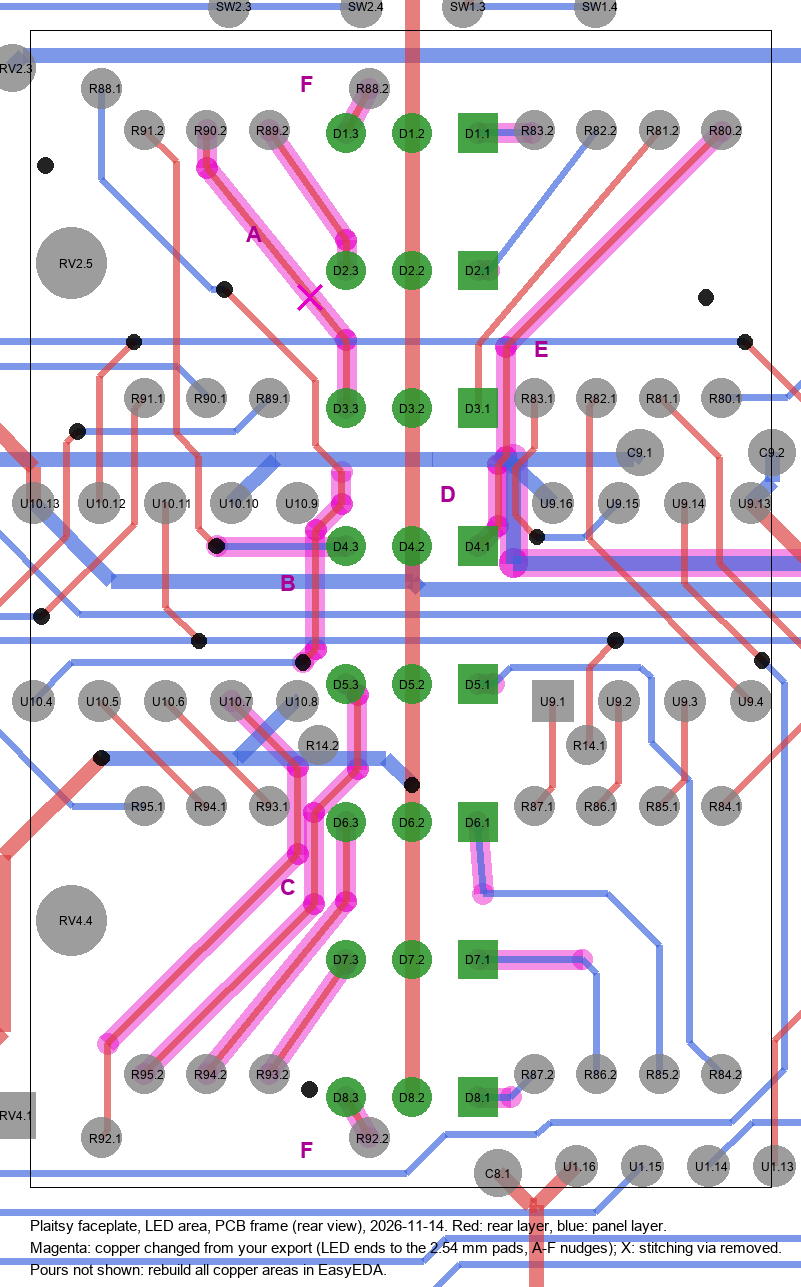 SW2.3 SW2.4 SW1.3 SW1.4
RV2.3
R88.1 F R88.2
R91.2 R90.2 R89.2 D1.3 D1.2 D1.1 R83.2 R82.2 R81.2 R80.2
A
RV2.5 D2.3 D2.2 D2.1
E
R91.1 R90.1 R89.1 D3.3 D3.2 D3.1 R83.1 R82.1 R81.1 R80.1
C9.1 C9.2
D
U10.13 U10.12 U10.11 U10.10 U10.9 U9.16 U9.15 U9.14 U9.13
D4.3 D4.2 D4.1
B
D5.3 D5.2 D5.1
U10.4 U10.5 U10.6 U10.7 U10.8 U9.1 U9.2 U9.3 U9.4
R14.2 R14.1
R95.1 R94.1 R93.1 R87.1 R86.1 R85.1 R84.1
D6.3 D6.2 D6.1
C
RV4.4
D7.3 D7.2 D7.1
R95.2 R94.2 R93.2 R87.2 R86.2 R85.2 R84.2
D8.3 D8.2 D8.1
RV4.1
R92.1 R92.2
F
C8.1 U1.16 U1.15 U1.14 U1.13
Plaitsy faceplate, LED area, PCB frame (rear view), 2026-11-14. Red: rear layer, blue: panel layer.
Magenta: copper changed from your export (LED ends to the 2.54 mm pads, A-F nudges); X: stitching via removed.
Pours not shown: rebuild all copper areas in EasyEDA.